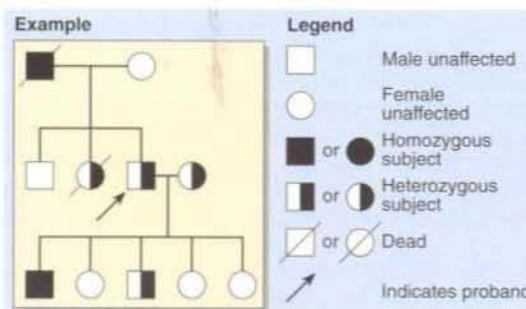 Example
Legend
Male unaffected
Female
unaffected
or
Homozygous
subject
or
Heterozygous
subject
or
Dead
Indicates proband